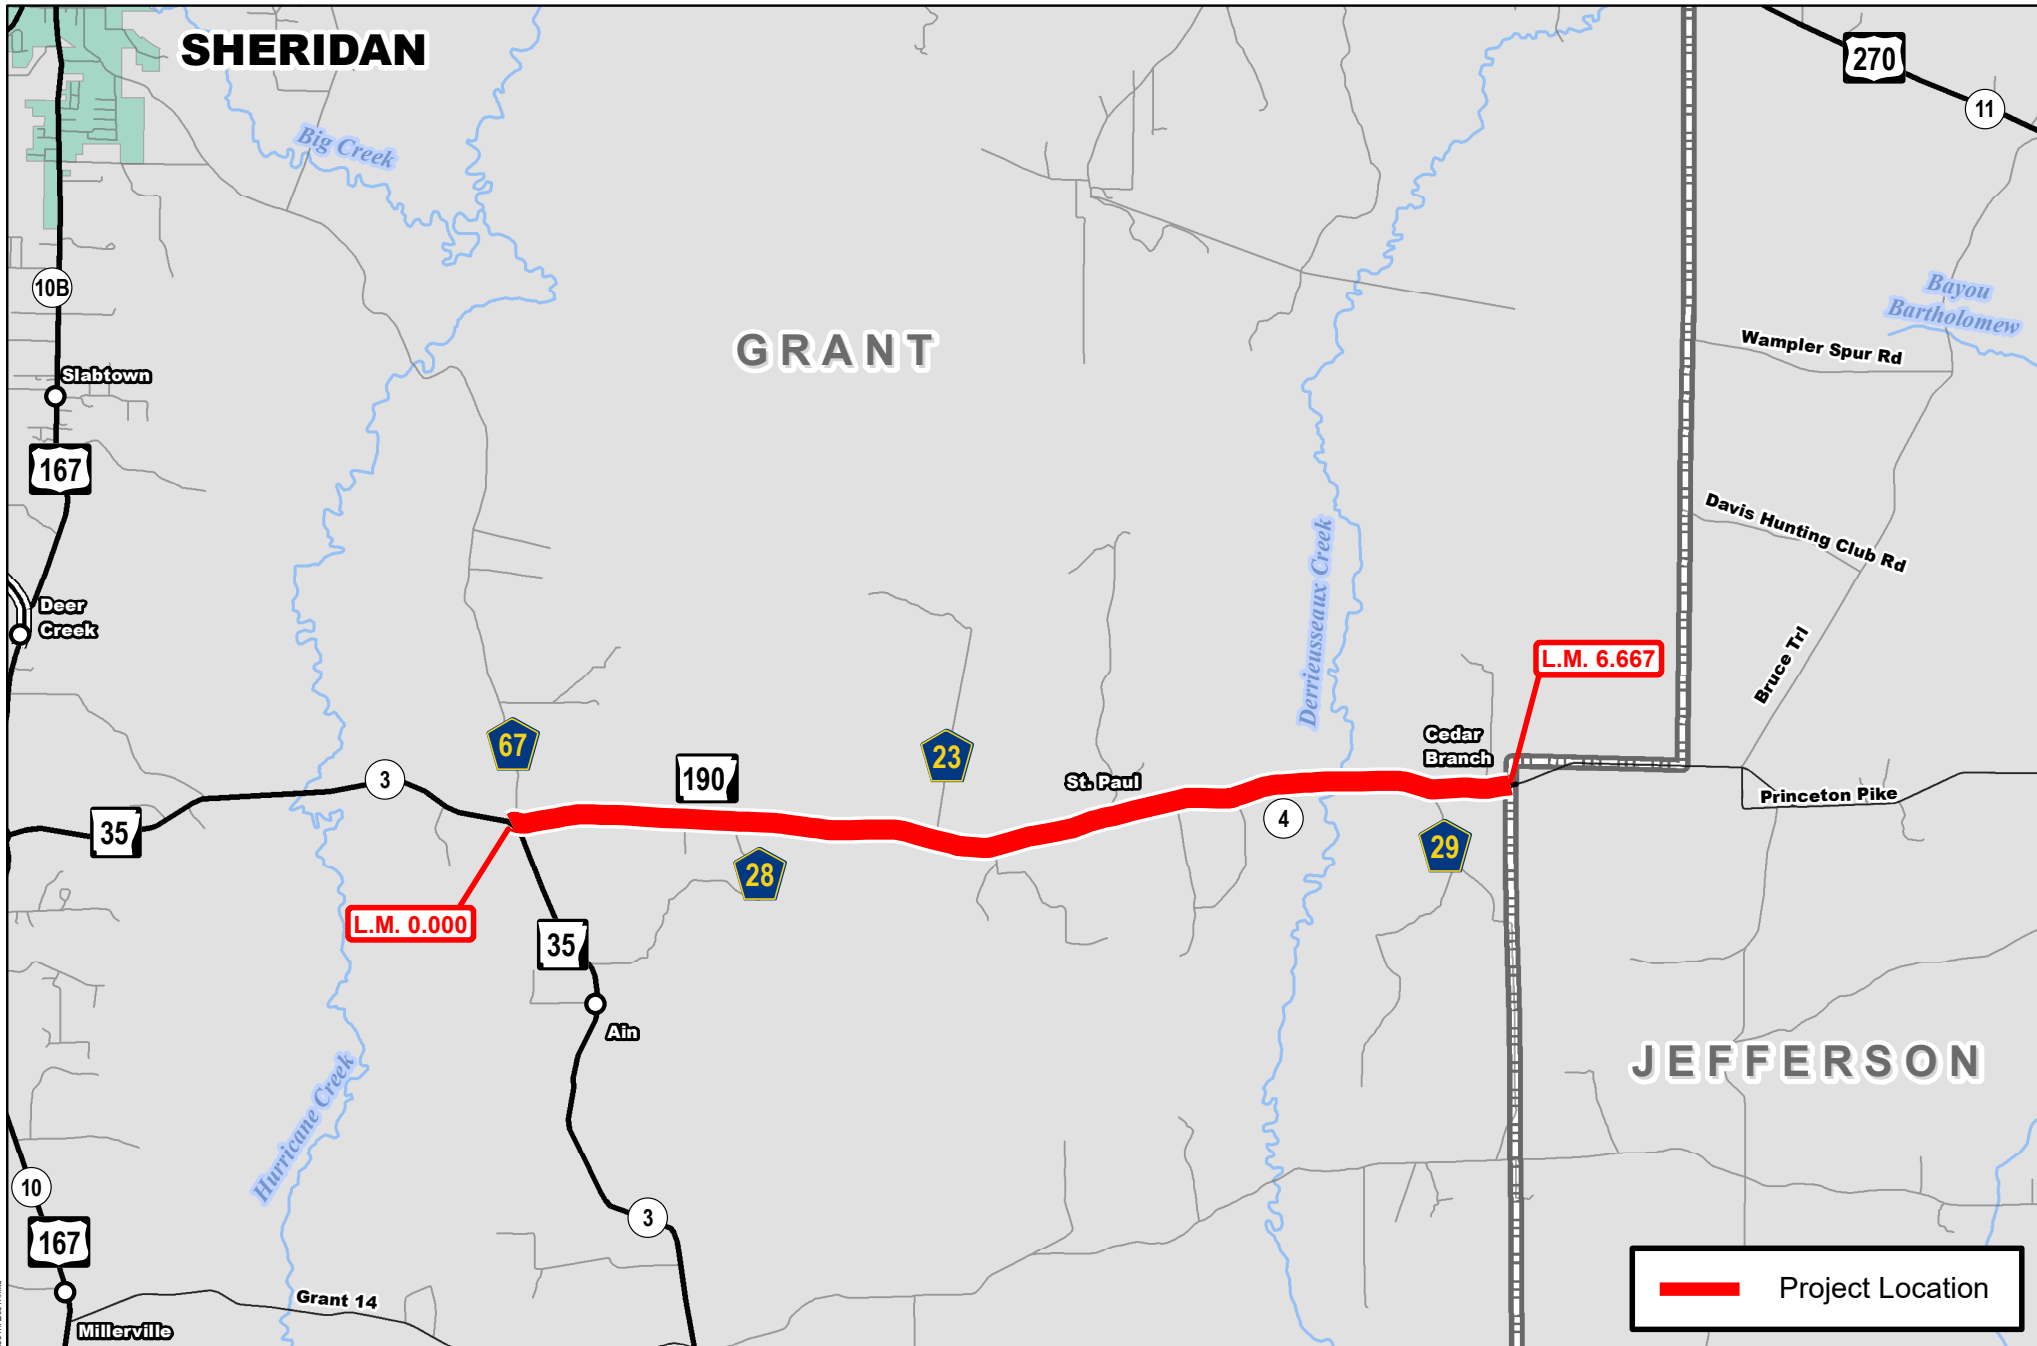 SHERIDAN
270
11
Big Creek
10B
Bayou
Bartholomew
GRANT
Wampler Spur Rd
Slabtown
167
Davis Hunting Club Rd
Deer
Creek
Derrieusseaux Creek
Bruce Trl
L.M. 6.667
67
23
Cedar
Branch
3
190
St. Paul
Princeton Pike
35
4
29
28
L.M. 0.000
35
Ain
JEFFERSON
Hurricane Creek
10
3
167
Project Location
Grant 14
Millerville